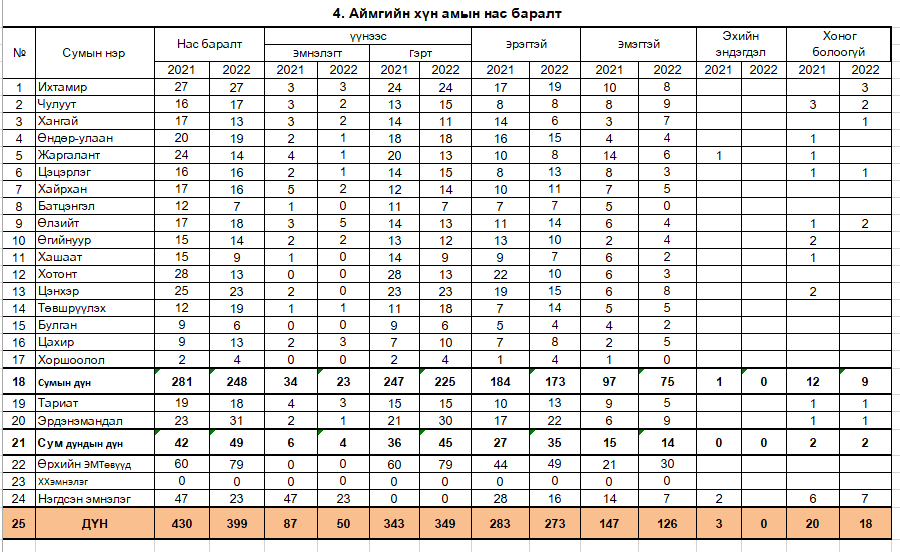 4. Аймгийн хүн амын нас баралт
№ Сумын нэр Нас баралт үүнээс эрэгтэй эмэгтэй Эхийн эндэгдэл Хоног болоогүй
эмнэлэгт гэрт
2021 2022 2021 2022 2021 2022 2021 2022 2021 2022 2021 2022 2021 2022
1 Ихтамир 27 27 3 3 24 24 17 19 10 8 3
2 Чулуут 16 17 3 2 13 15 8 8 8 9 3 2
3 Хангай 17 13 3 2 14 11 14 6 3 7 1
4 Өндөр-улаан 20 19 2 1 18 18 16 15 4 4 1
5 Жаргалант 24 14 4 1 20 13 10 8 14 6 1 1
6 Цэцэрлэг 16 16 2 1 14 15 8 13 8 3 1 1
7 Хайрхан 17 16 5 2 12 14 10 11 7 5
8 Батцэнгэл 12 7 1 0 11 7 7 7 5 0
9 Өлзийт 17 18 3 5 14 13 11 14 6 4 1 2
10 Өгийнуур 15 14 2 2 13 12 13 10 2 4 2
11 Хашаат 15 9 1 0 14 9 9 7 6 2 1
12 Хотонт 28 13 0 0 28 13 22 10 6 3
13 Цэнхэр 25 23 2 0 23 23 19 15 6 8 2
14 Төвшрүүлэх 12 19 1 1 11 18 7 14 5 5
15 Булган 9 6 0 0 9 6 5 4 4 2
16 Цахир 9 13 2 3 7 10 7 8 2 5
17 Хоршоолол 2 4 0 0 2 4 1 4 1 0
18 Сумын дүн 281 248 34 23 247 225 184 173 97 75 1 0 12 9
19 Тариат 19 18 4 3 15 15 10 13 9 5 1 1
20 Эрдэнэмандал 23 31 2 1 21 30 17 22 6 9 1 1
21 Сум дундын дүн 42 49 6 4 36 45 27 35 15 14 0 0 2 2
22 Өрхийн ЭМТөвүүд 60 79 0 0 60 79 44 49 21 30
23 ХХэмнэлэг 0 0 0 0 0 0 0 0 0 0
24 Нэгдсэн эмнэлэг 47 23 47 23 0 0 28 16 14 7 2 6 7
25 ДҮН 430 399 87 50 343 349 283 273 147 126 3 0 20 18